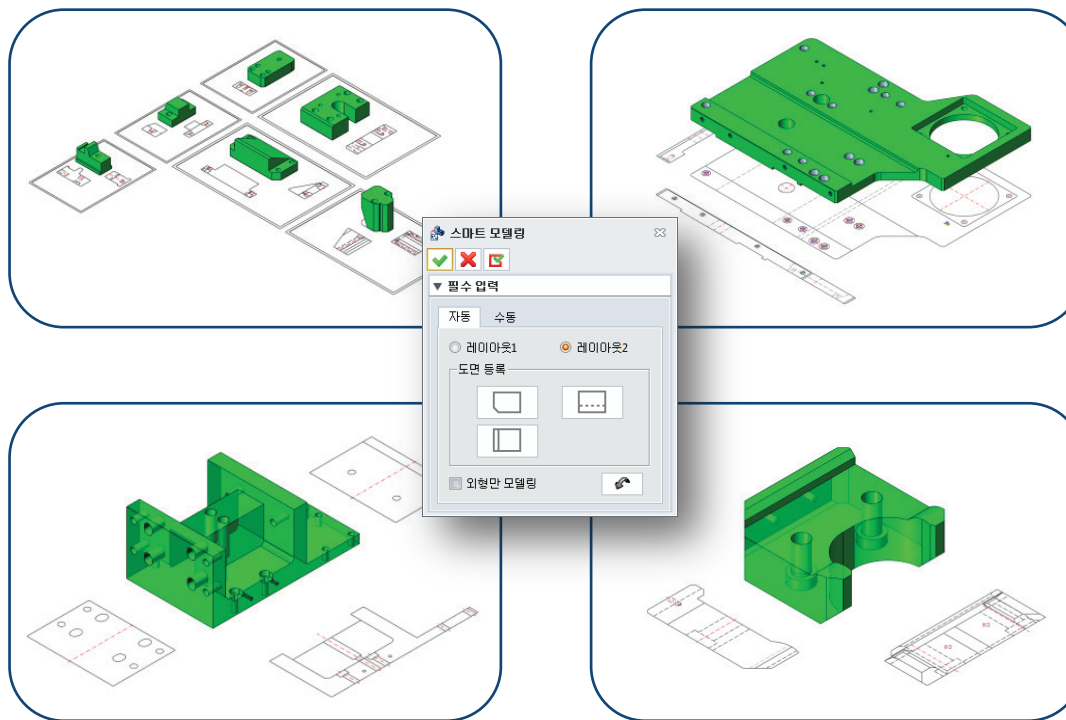 스마트 모델링
▼ 필수 입력
자동 수동
레이아웃1 레이아웃2
도면 등록
외형만 모델링